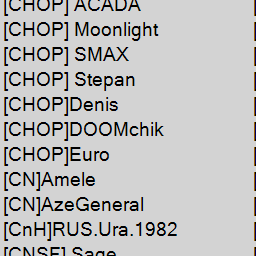 [CHOP] ACADA
[CHOP] Moonlight
[CHOP] SMAX
[CHOP] Stepan
[CHOP]Denis
[CHOP]DOOMchik
[CHOP]Euro
[CN]Amele
[CN]AzeGeneral
[CnH]RUS.Ura.1982
[CNSF] Sage